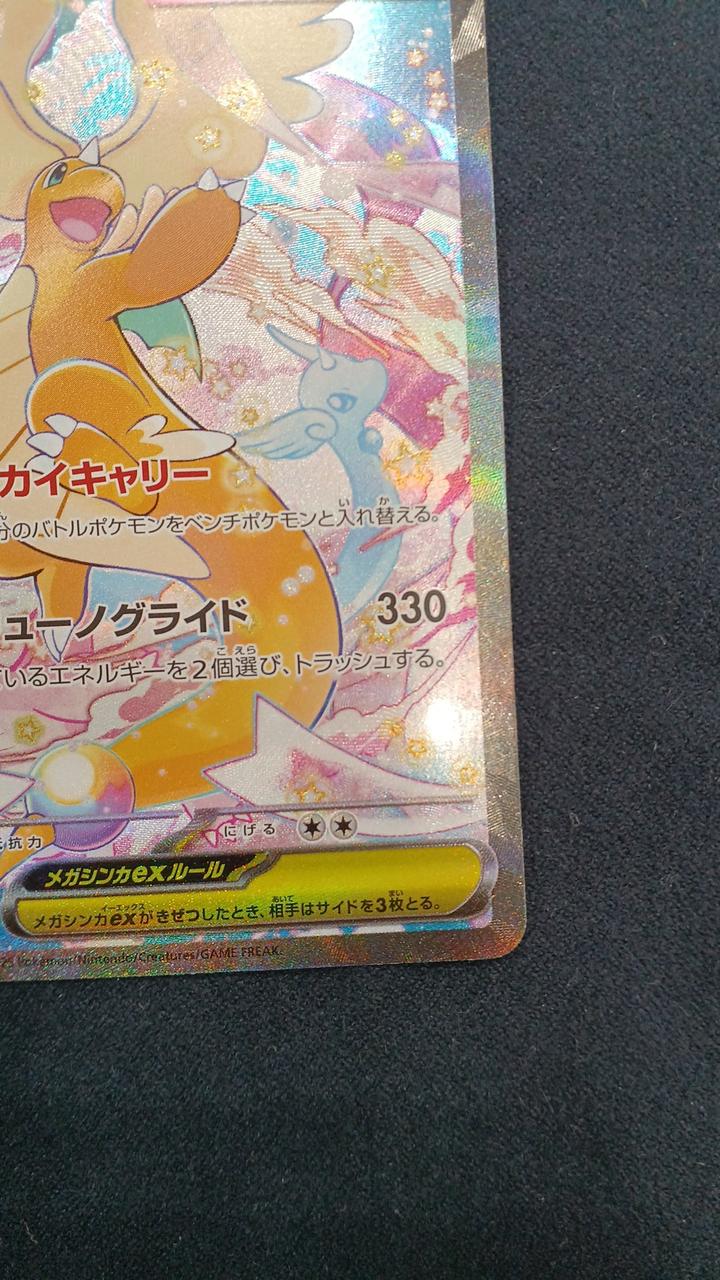 カイキャリー
分のバトルポケモンをベンチポケモンと入れ替える。
ューノグライド 330
いるエネルギーを2個選び、トラッシュする。
抗力 にげる
メガシンカexルール
メガシンカexがきぜつしたとき、相手はサイドを3枚とる。
25 Pokémon/Nintendo/Creatures/GAME FREAK.